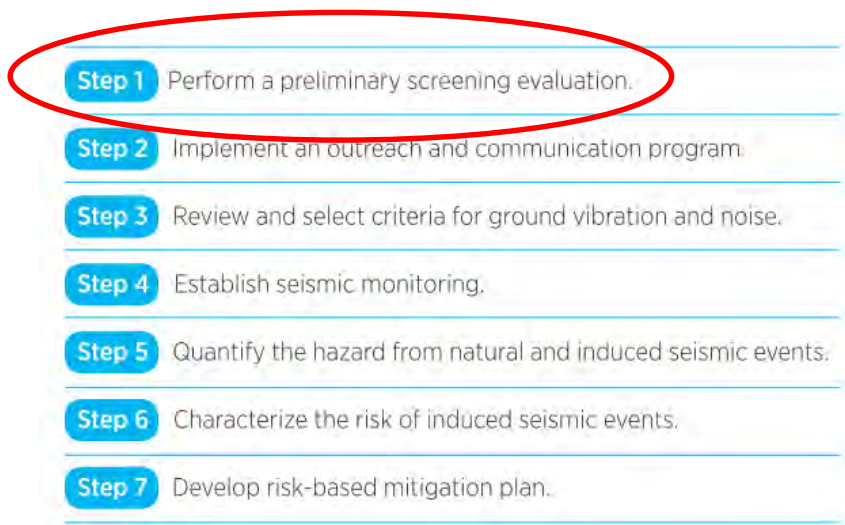 Step 1 Perform a preliminary screening evaluation.
Step 2 Implement an outreach and communication program.
Step 3 Review and select criteria for ground vibration and noise.
Step 4 Establish seismic monitoring.
Step 5 Quantify the hazard from natural and induced seismic events.
Step 6 Characterize the risk of induced seismic events.
Step 7 Develop risk-based mitigation plan.